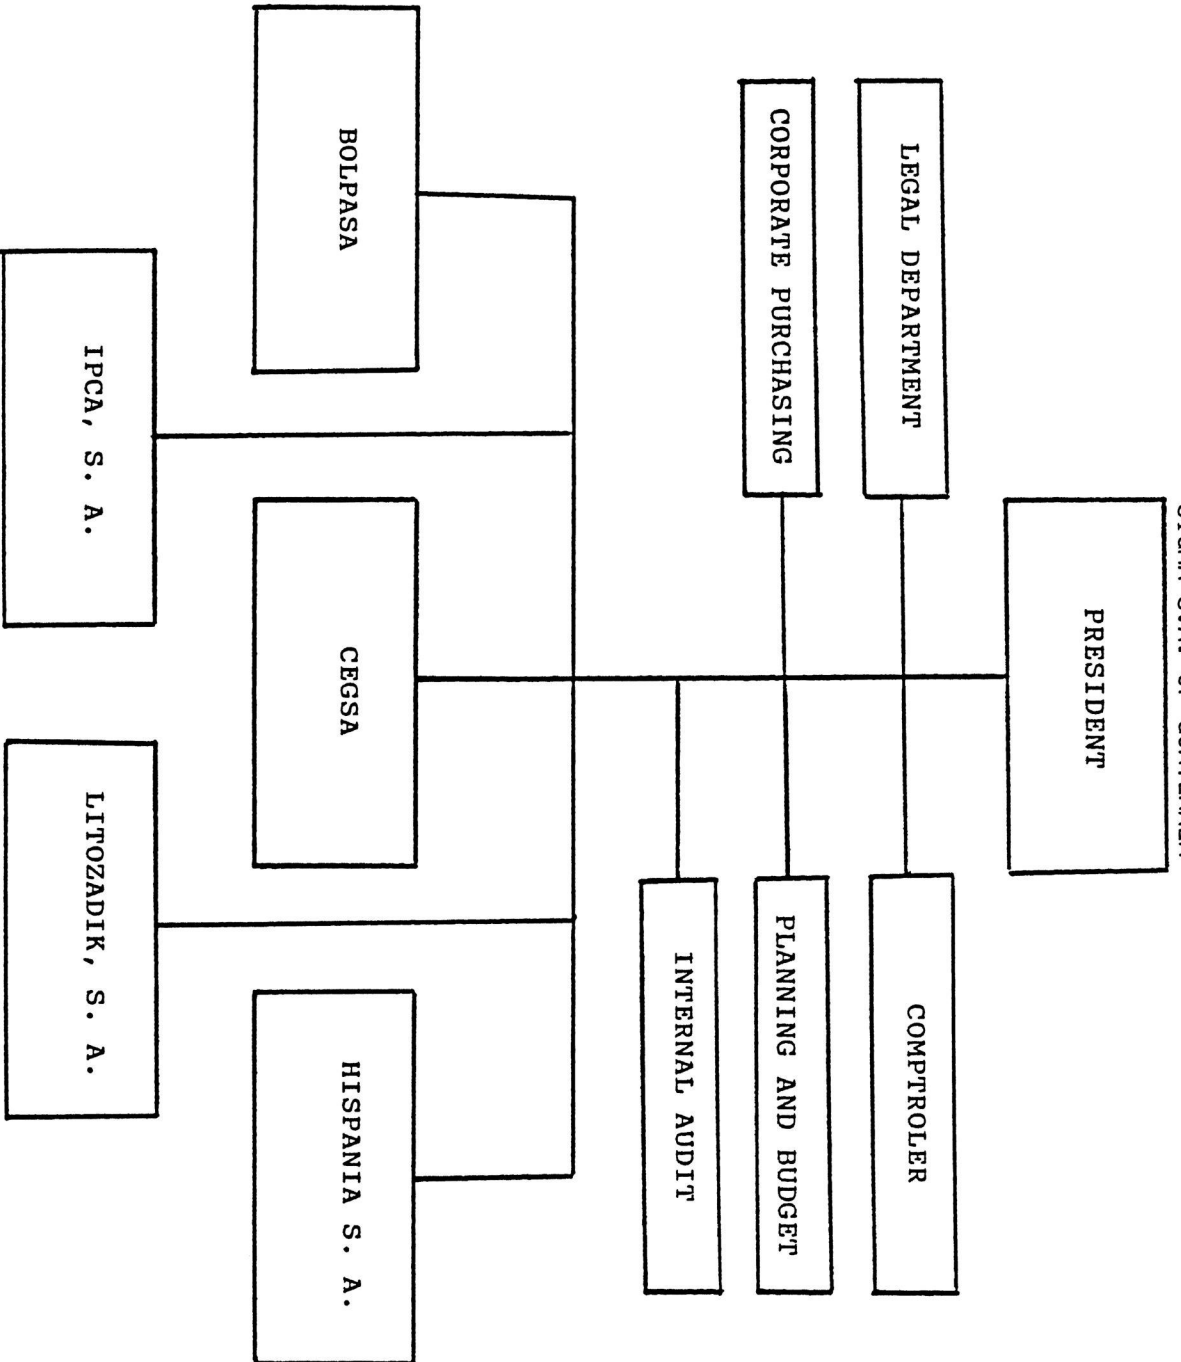 PRESIDENT
LEGAL DEPARTMENT
COMPTROLER
CORPORATE PURCHASING
PLANNING AND BUDGET
INTERNAL AUDIT
BOLPASA
CEGSA
HISPANIA S. A.
IPCA, S. A.
LITOZADIK, S. A.